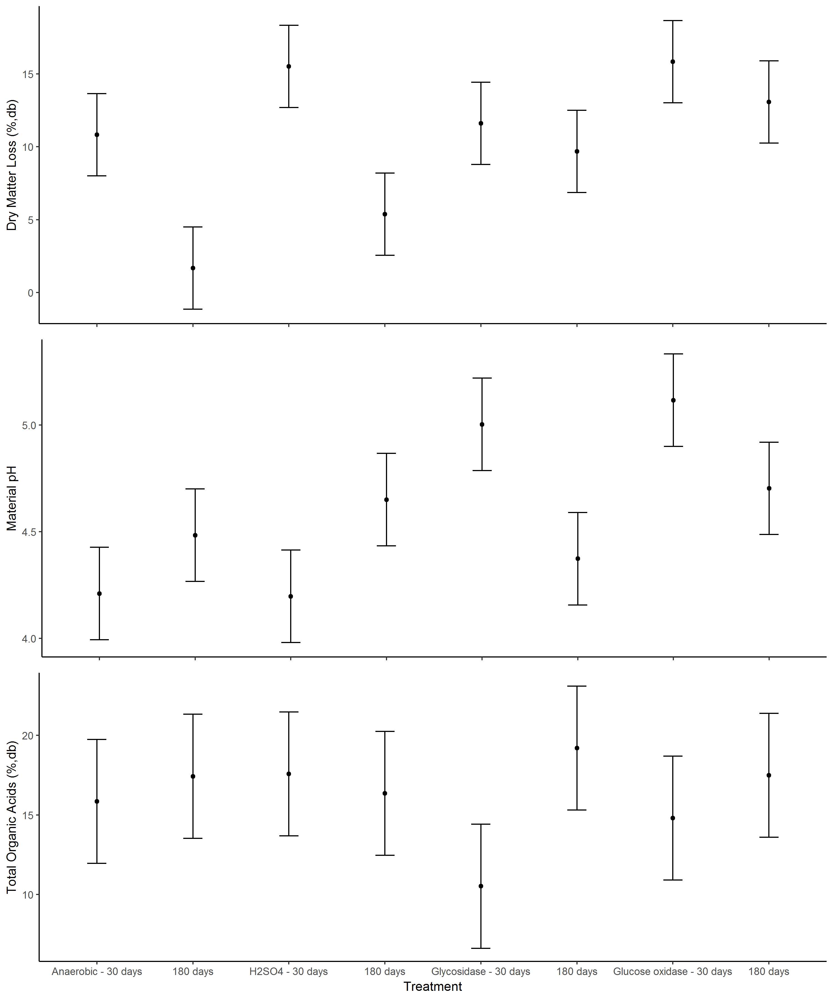 Dry Matter Loss (%,db)
15
10
5
0
Material pH
5.0
4.5
4.0
Total Organic Acids (%,db)
20
15
10
Anaerobic - 30 days 180 days H2SO4 - 30 days 180 days Glycosidase - 30 days 180 days Glucose oxidase - 30 days 180 days
Treatment